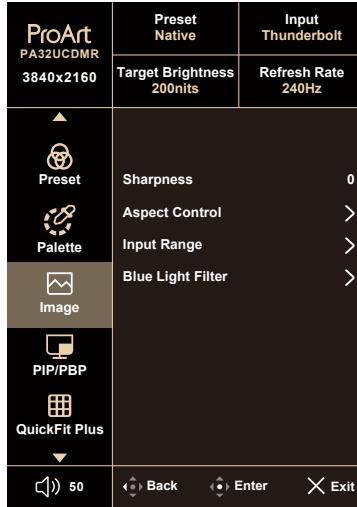 ProArt
PA32UCDMR
3840x2160
Preset
Native
Input
Thunderbolt
Target Brightness
200nits
Refresh Rate
240Hz
Preset
Palette
Image
PIP/PBP
QuickFit Plus
Sharpness 0
Aspect Control
Input Range
Blue Light Filter
50
Back
Enter
Exit